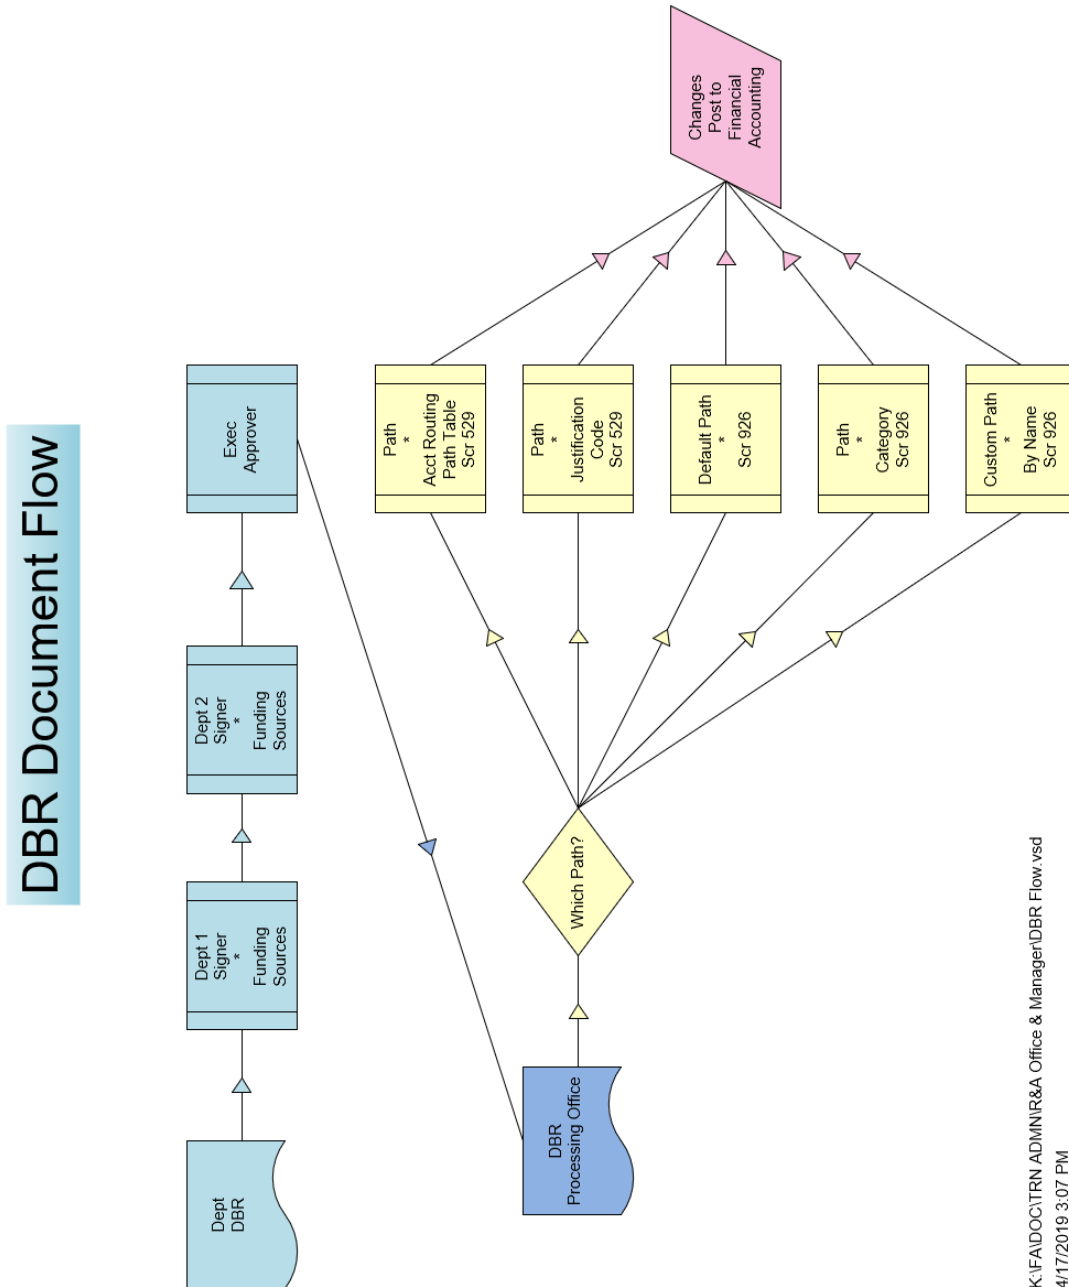 DBR Document Flow
Dept
DBR
Dept 1
Signer
*
Funding
Sources
Dept 2
Signer
*
Funding
Sources
Exec
Approver
DBR
Processing Office
Which Path?
Path
*
Acct Routing
Path Table
Scr 529
Path
*
Justification
Code
Scr 529
Default Path
*
Scr 926
Path
*
Category
Scr 926
Custom Path
*
By Name
Scr 926
Changes
Post to
Financial
Accounting
K:\FA\DOC\TRN ADMN\R&A Office & Manager\DBR Flow.vsd
4/17/2019 3:07 PM